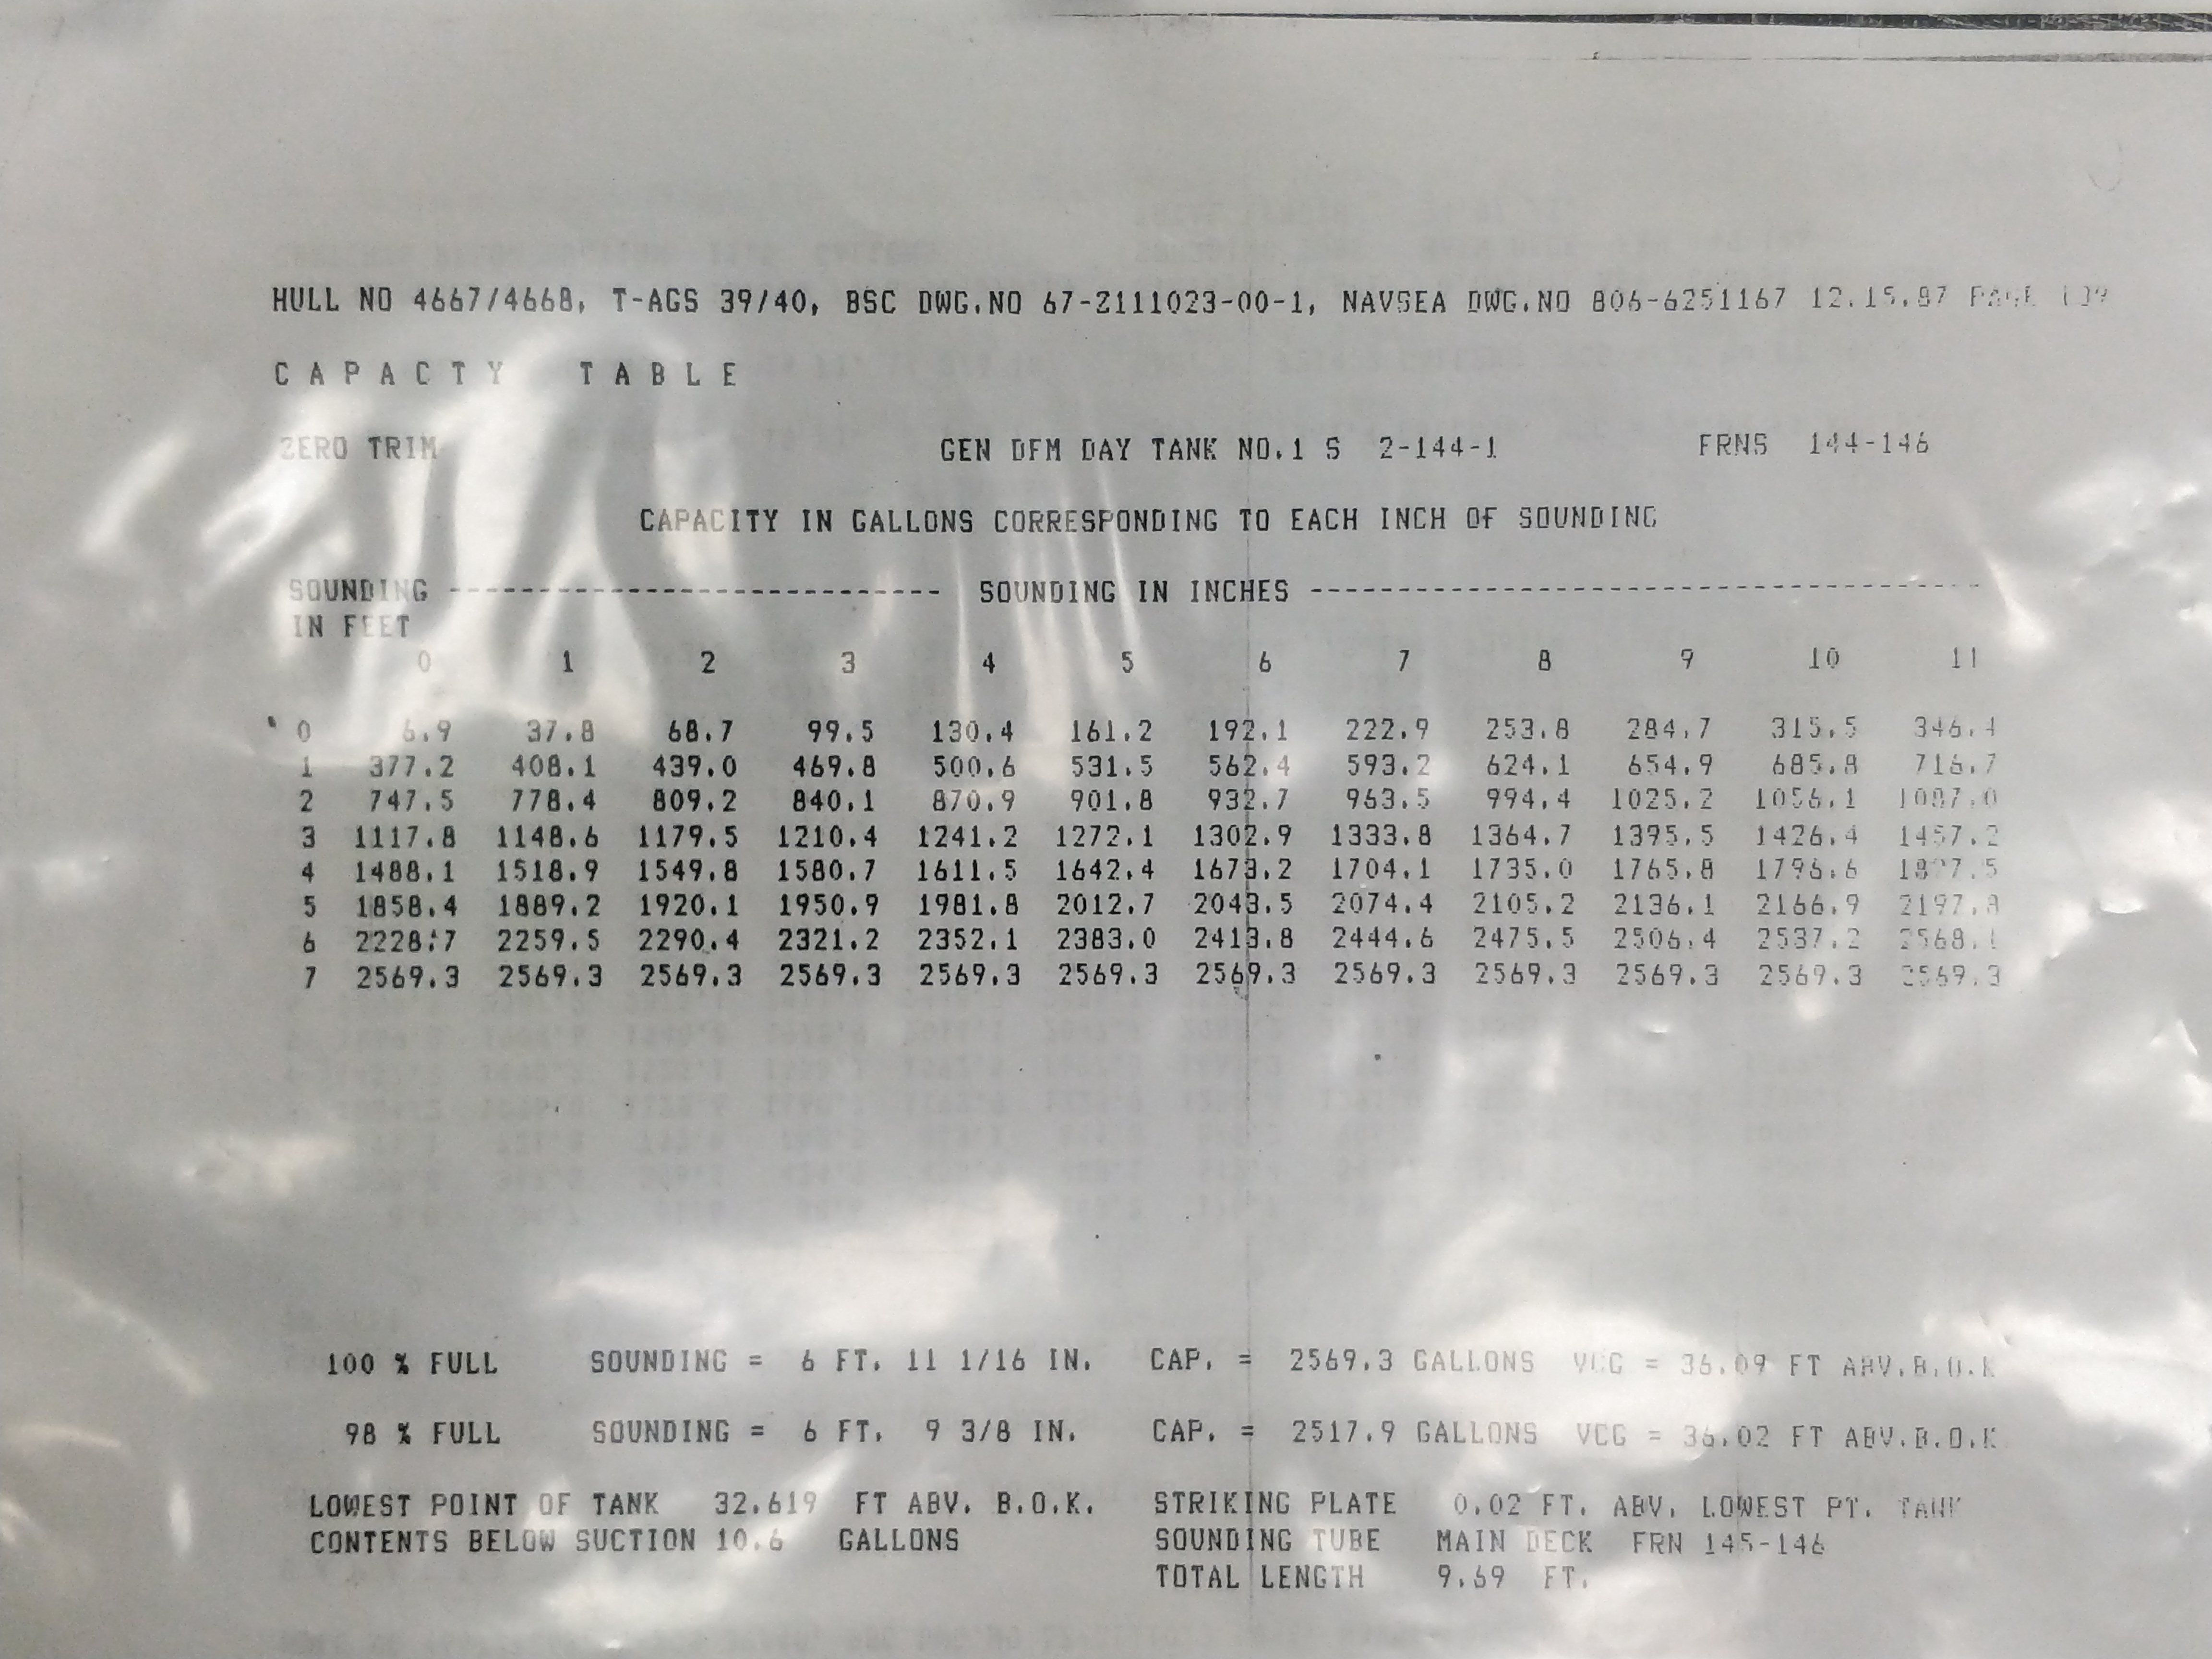 HULL NO 4667/4668, T-AGS 39/40, BSC DWG.NO 67-2111023-00-1, NAVSEA DWG.NO 806-6251167 12.15.87
C A P A C T Y   T A B L E
ZERO TRIM   GEN DFM DAY TANK NO.1 S 2-144-1   FRNS 144-146
CAPACITY IN GALLONS CORRESPONDING TO EACH INCH OF SOUNDING
SOUNDING ---------------------------- SOUNDING IN INCHES --------------------------------------
IN FEET
0 1 2 3 4 5 6 7 8 9 10 11
0 6.9 37.8 68.7 99.5 130.4 161.2 192.1 222.9 253.8 284.7 315.5 346.4
1 377.2 408.1 439.0 469.8 500.6 531.5 562.4 593.2 624.1 654.9 685.8 716.7
2 747.5 778.4 809.2 840.1 870.9 901.8 932.7 963.5 994.4 1025.2 1056.1 1087.0
3 1117.8 1148.6 1179.5 1210.4 1241.2 1272.1 1302.9 1333.8 1364.7 1395.5 1426.4 1457.2
4 1488.1 1518.9 1549.8 1580.7 1611.5 1642.4 1673.2 1704.1 1735.0 1765.8 1796.6 1827.5
5 1858.4 1889.2 1920.1 1950.9 1981.8 2012.7 2043.5 2074.4 2105.2 2136.1 2166.9 2197.8
6 2228.7 2259.5 2290.4 2321.2 2352.1 2383.0 2413.8 2444.6 2475.5 2506.4 2537.2 2568.1
7 2569.3 2569.3 2569.3 2569.3 2569.3 2569.3 2569.3 2569.3 2569.3 2569.3 2569.3 2569.3
100 % FULL   SOUNDING = 6 FT. 11 1/16 IN.   CAP. = 2569.3 GALLONS   VCG = 36.09 FT ABV.B.O.K
98 % FULL   SOUNDING = 6 FT. 9 3/8 IN.   CAP. = 2517.9 GALLONS   VCG = 36.02 FT ABV.B.O.K
LOWEST POINT OF TANK 32.619 FT ABV. B.O.K.   STRIKING PLATE 0.02 FT. ABV. LOWEST PT. TANK
CONTENTS BELOW SUCTION 10.6 GALLONS   SOUNDING TUBE MAIN DECK FRN 145-146
TOTAL LENGTH 9.59 FT.